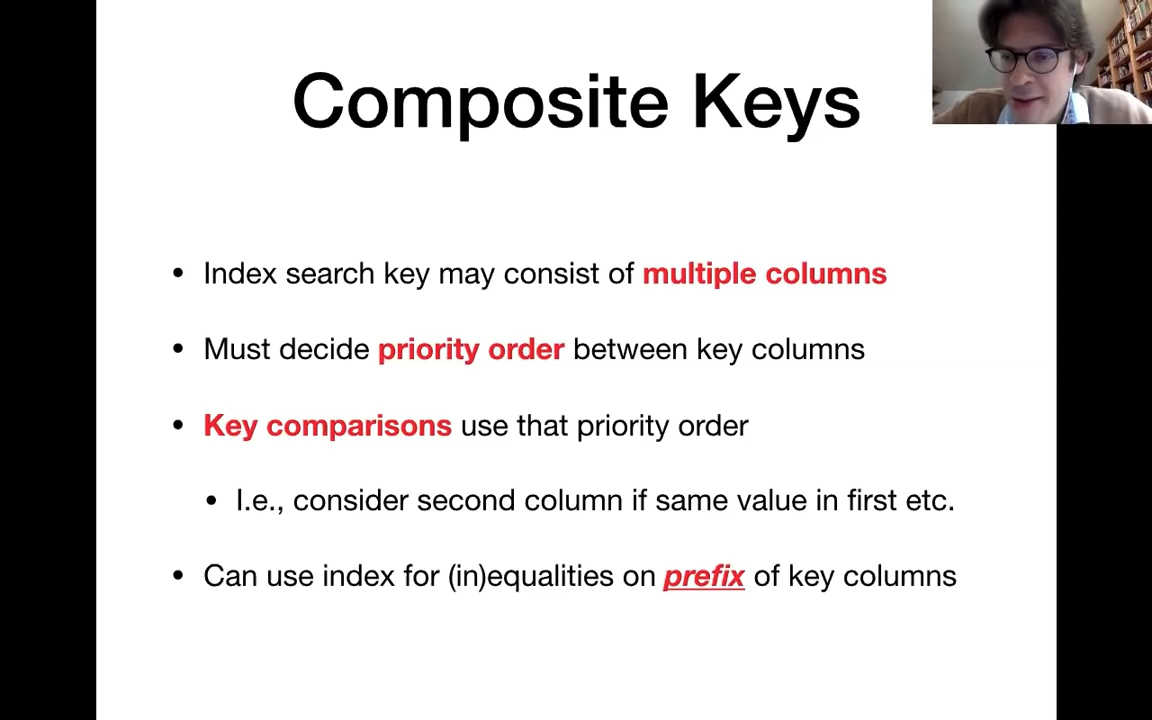 Composite Keys
• Index search key may consist of multiple columns
• Must decide priority order between key columns
• Key comparisons use that priority order
• I.e., consider second column if same value in first etc.
• Can use index for (in)equalities on prefix of key columns